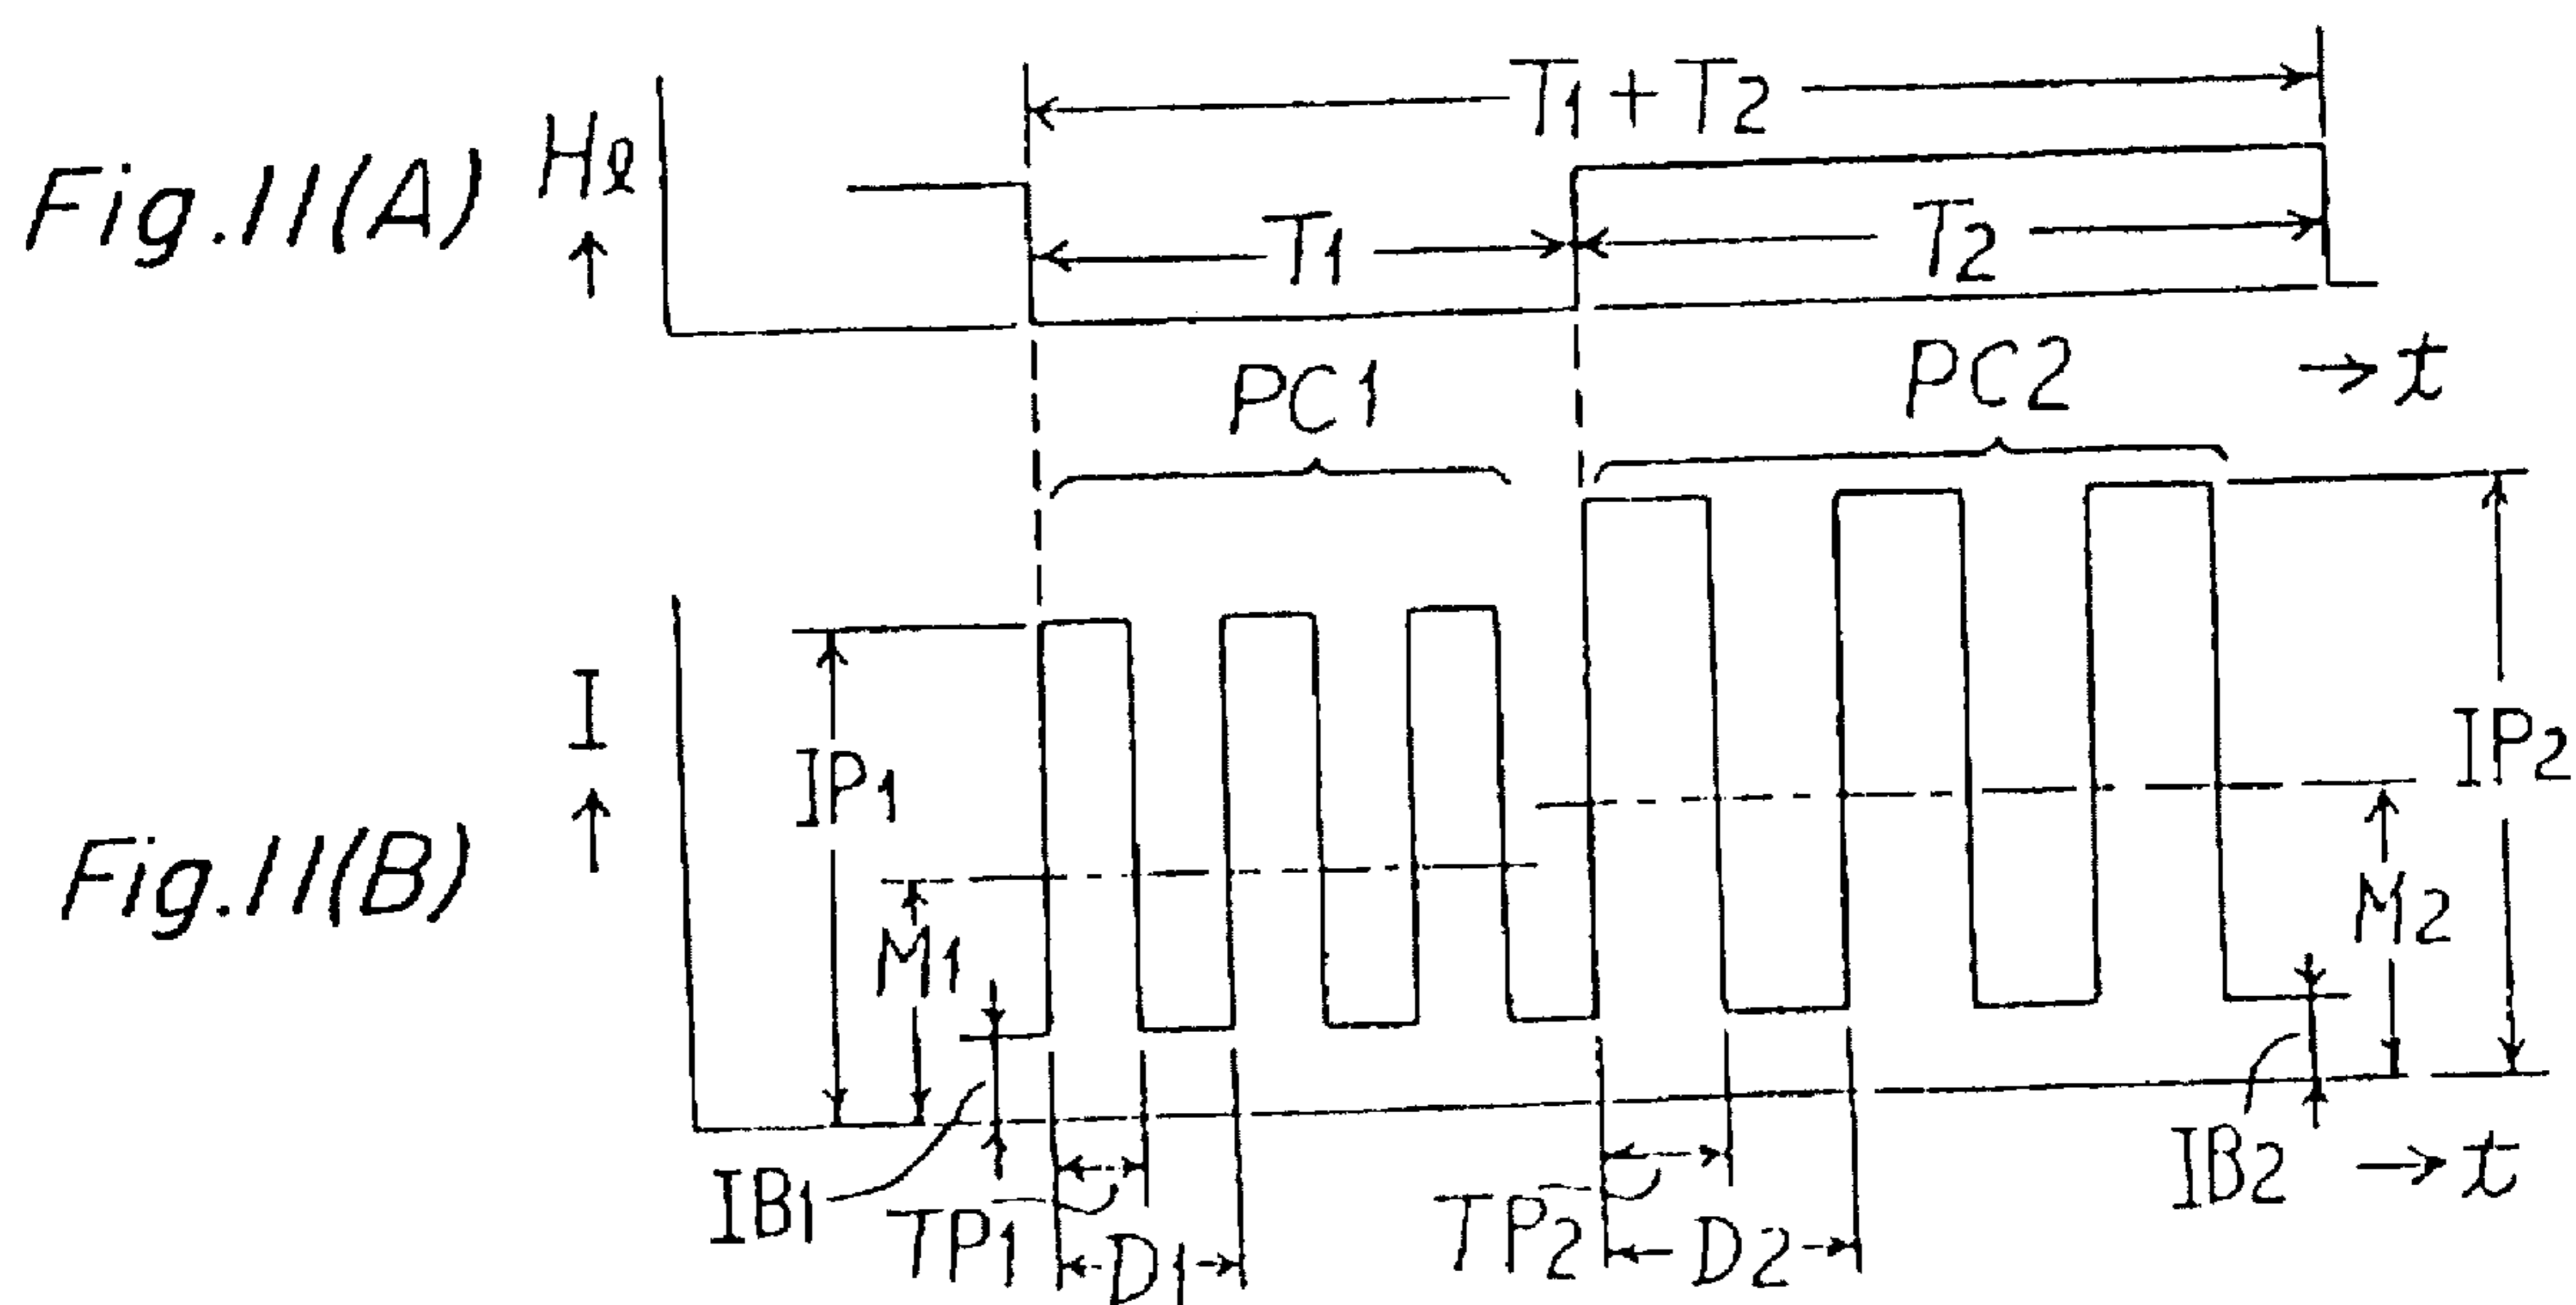 Fig.11(A)
Hℓ
↑
T1+T2
T1
T2
→ t
PC1
PC2
Fig.11(B)
I
↑
IP1
M1
IB1
TP1
D1
IP2
M2
IB2
TP2
D2
→ t